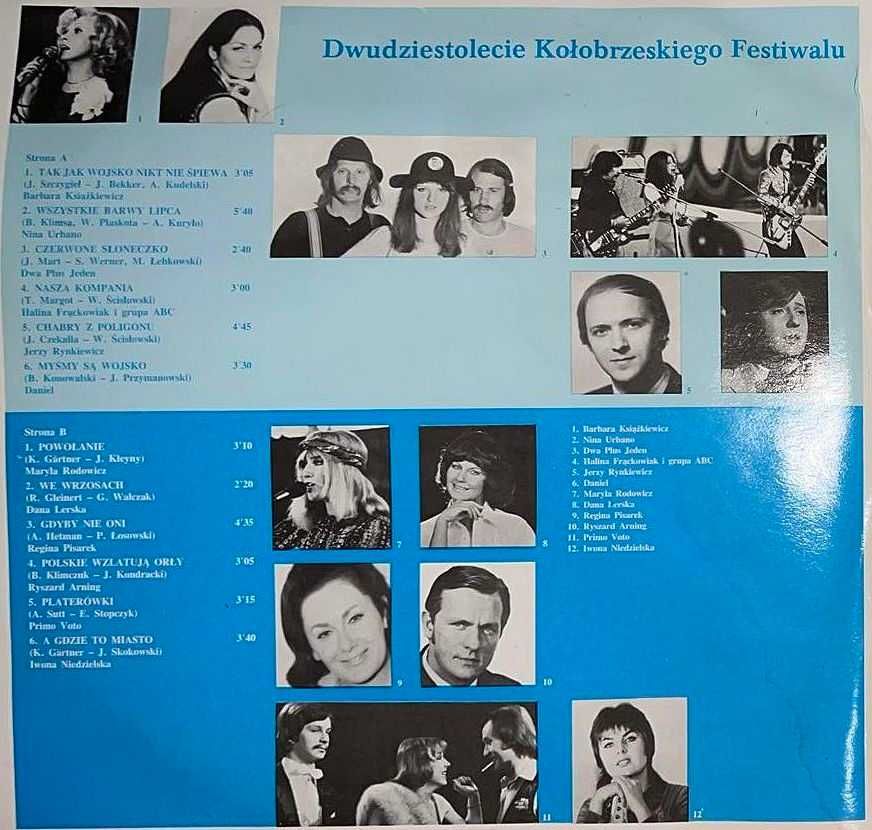 Dwudziestolecie Kołobrzeskiego Festiwalu
1
2
Strona A
1. TAK JAK WOJSKO NIKT NIE ŚPIEWA 3'05
(J. Szczygieł – J. Bekker, A. Kudelski)
Barbara Książkiewicz
2. WSZYSTKIE BARWY LIPCA 5'40
(B. Klimsa, W. Płaskota – A. Kuryło)
Nina Urbano
3. CZERWONE SŁONECZKO 2'40
(J. Mart – S. Werner, M. Łebkowski)
Dwa Plus Jeden
4. NASZA KOMPANIA 3'00
(T. Margot – W. Ścisłowski)
Halina Frąckowiak i grupa ABC
5. CHABRY Z POLIGONU 4'45
(J. Czekalla – W. Ścisłowski)
Jerzy Rynkiewicz
6. MYŚMY SĄ WOJSKO 3'30
(B. Konowalski – J. Przymanowski)
Daniel
3
4
5
Strona B
1. POWOŁANIE 3'10
(K. Gärtner – J. Kleyny)
Maryla Rodowicz
2. WE WRZOSACH 2'20
(R. Gleinert – G. Walczak)
Dana Lerska
3. GDYBY NIE ONI 4'35
(A. Hetman – P. Łosowski)
Regina Pisarek
4. POLSKIE WZLATUJĄ ORŁY 3'05
(B. Klimczuk – J. Kondracki)
Ryszard Arning
5. PLATERÓWKI 3'15
(A. Sutt – E. Stopczyk)
Primo Voto
6. A GDZIE TO MIASTO 3'40
(K. Gärtner – J. Skokowski)
Iwona Niedzielska
1. Barbara Książkiewicz
2. Nina Urbano
3. Dwa Plus Jeden
4. Halina Frąckowiak i grupa ABC
5. Jerzy Rynkiewicz
6. Daniel
7. Maryla Rodowicz
8. Dana Lerska
9. Regina Pisarek
10. Ryszard Arning
11. Primo Voto
12. Iwona Niedzielska
7
8
9
10
11
12